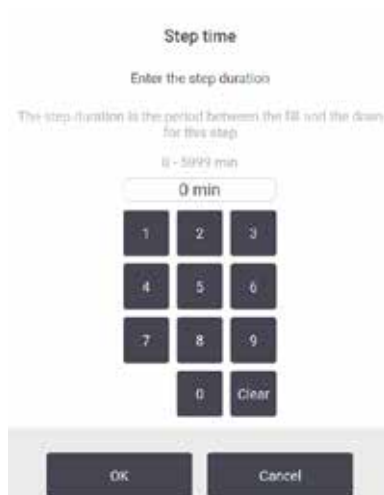 Step time
Enter the step duration
The step duration is the period between the fill and the down
for this step
0 - 5999 min
0 min
1 2 3
4 5 6
7 8 9
0 Clear
OK Cancel